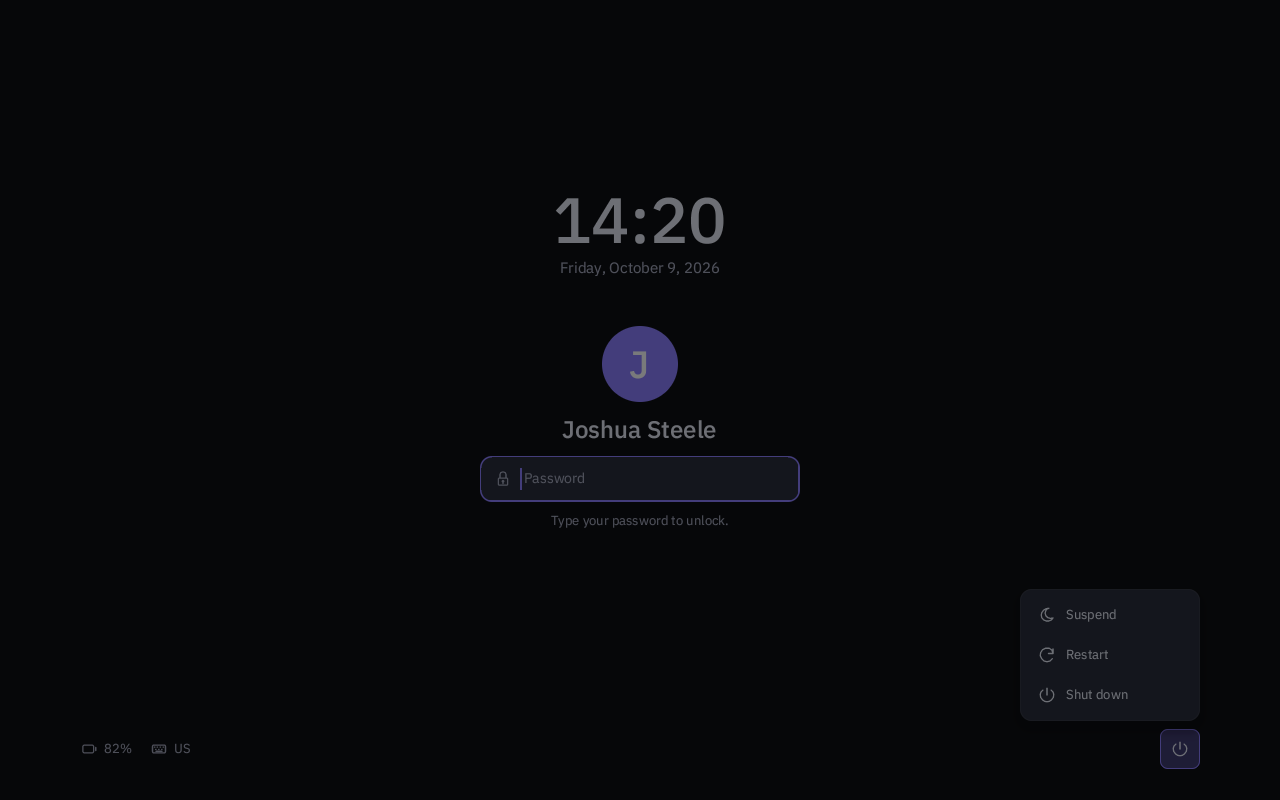 14:20
Friday, October 9, 2026
J
Joshua Steele
Password
Type your password to unlock.
Suspend
Restart
Shut down
82% US